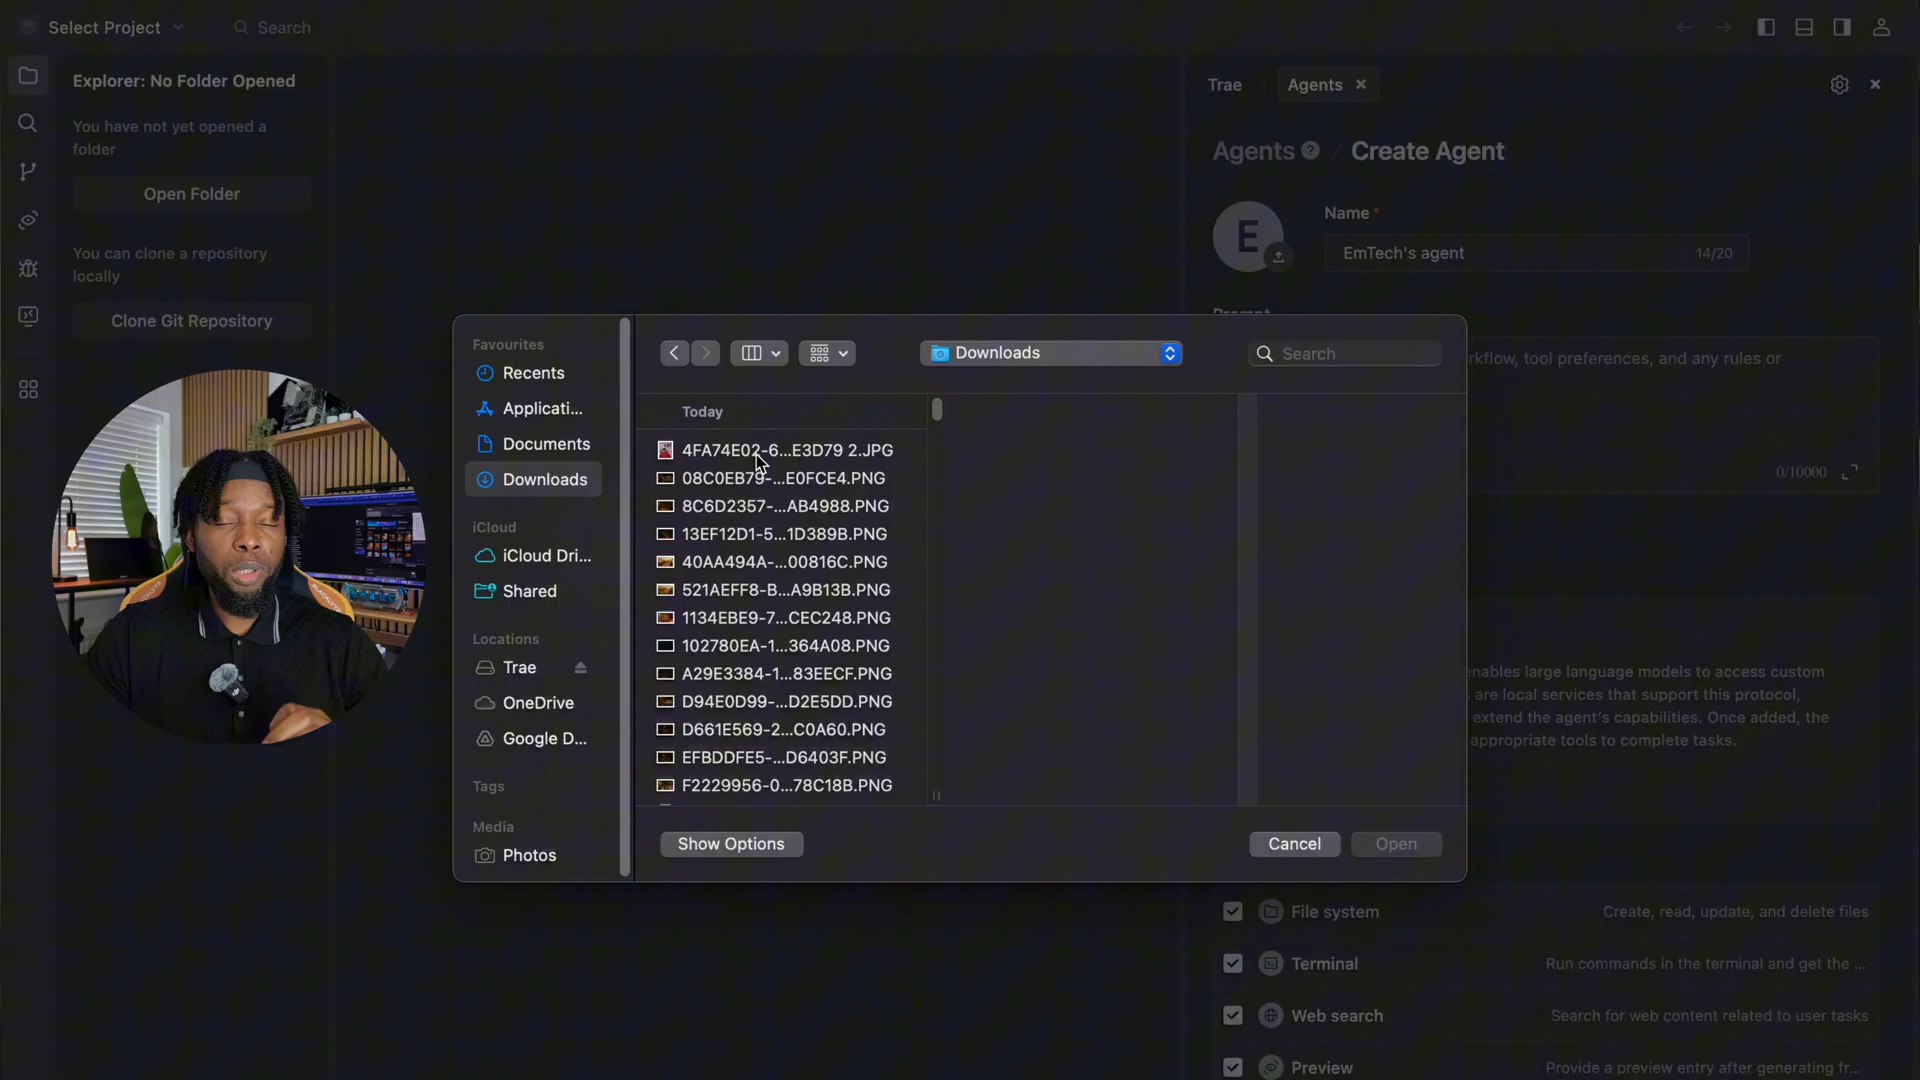 Select Project
Search
Explorer: No Folder Opened
You have not yet opened a
folder
Open Folder
You can clone a repository
locally
Clone Git Repository
Trae
Agents
Agents ? / Create Agent
E
Name *
EmTech's agent
14/20
rkflow, tool preferences, and any rules or
0/10000
enables large language models to access custom
s are local services that support this protocol,
extend the agent's capabilities. Once added, the
appropriate tools to complete tasks.
File system
Create, read, update, and delete files
Terminal
Run commands in the terminal and get the ...
Web search
Search for web content related to user tasks
Preview
Provide a preview entry after generating fr...
Favourites
Recents
Applicati...
Documents
Downloads
iCloud
iCloud Dri...
Shared
Locations
Trae
OneDrive
Google D...
Tags
Media
Photos
Downloads
Search
Today
4FA74E02-6...E3D79 2.JPG
08C0EB79-...E0FCE4.PNG
8C6D2357-...AB4988.PNG
13EF12D1-5...1D389B.PNG
40AA494A-...00816C.PNG
521AEFF8-B...A9B13B.PNG
1134EBE9-7...CEC248.PNG
102780EA-1...364A08.PNG
A29E3384-1...83EECF.PNG
D94E0D99-...D2E5DD.PNG
D661E569-2...C0A60.PNG
EFBDDFE5-...D6403F.PNG
F2229956-0...78C18B.PNG
Show Options
Cancel
Open